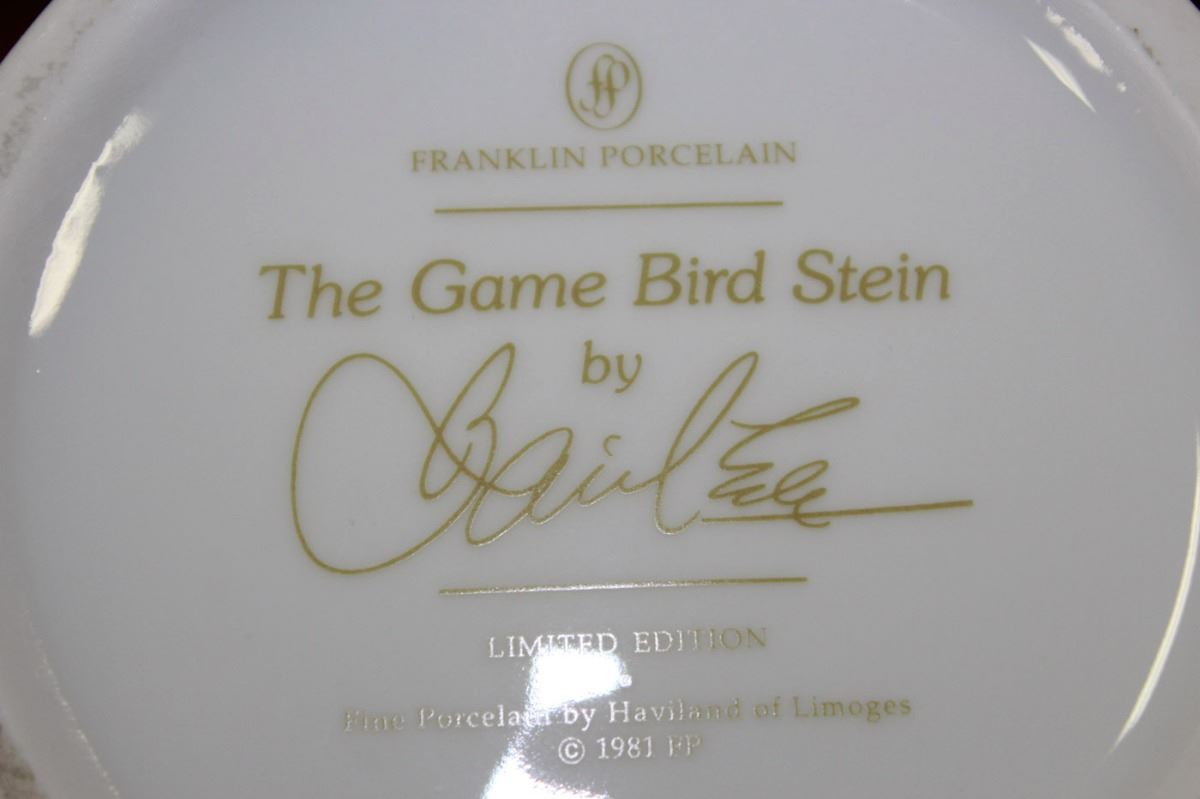 FP
FRANKLIN PORCELAIN
The Game Bird Stein
by
LIMITED EDITION
Fine Porcelain by Haviland of Limoges
© 1981 FP